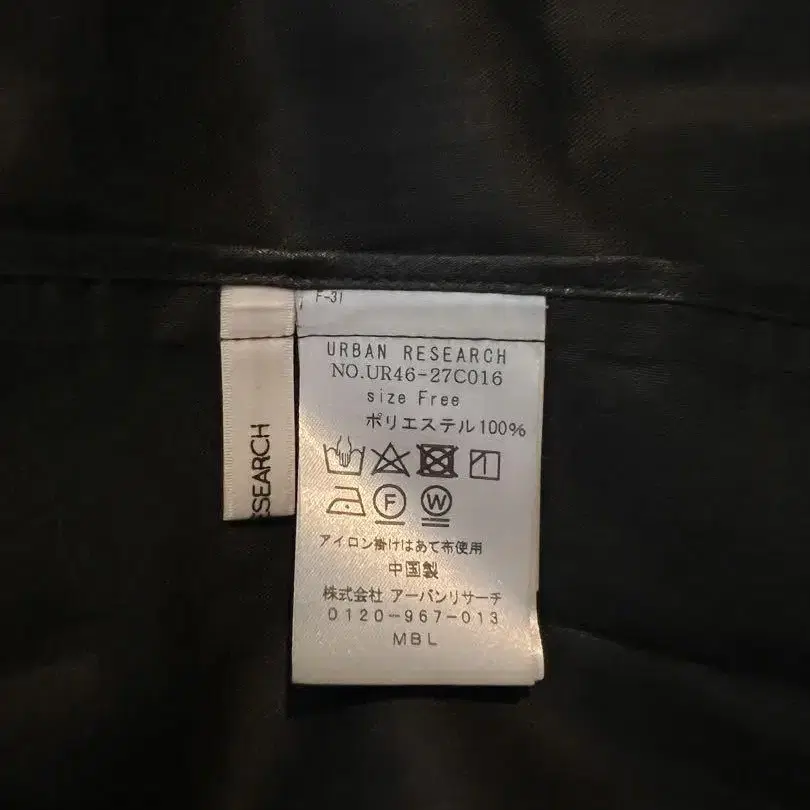 F-31
URBAN RESEARCH
NO.UR46-27C016
size Free
ポリエステル100%
F W
アイロン掛けはあて布使用
中国製
株式会社 アーバンリサーチ
0120-967-013
MBL
ESEARCH